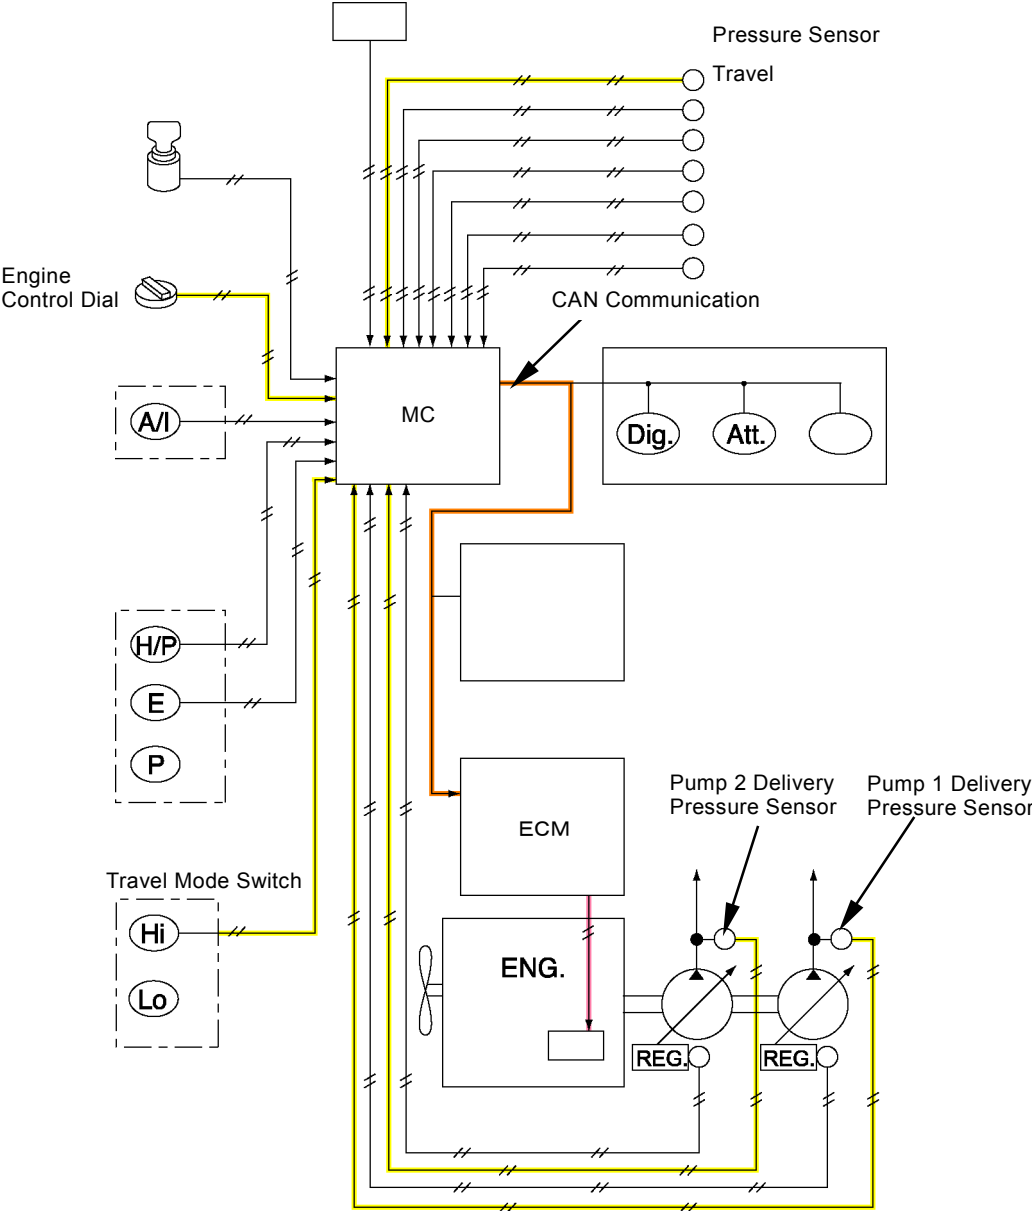 Pressure Sensor
Travel
Engine
Control Dial
CAN Communication
A/I
MC
Dig.
Att.
H/P
E
P
ECM
Pump 2 Delivery
Pressure Sensor
Pump 1 Delivery
Pressure Sensor
Travel Mode Switch
Hi
Lo
ENG.
REG.
REG.